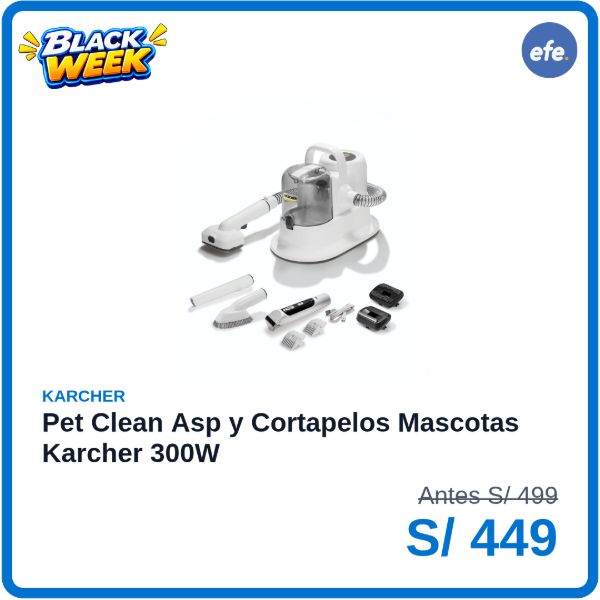 BLACK
WEEK
efe.
KARCHER
Pet Clean Asp y Cortapelos Mascotas
Karcher 300W
Antes S/ 499
S/ 449